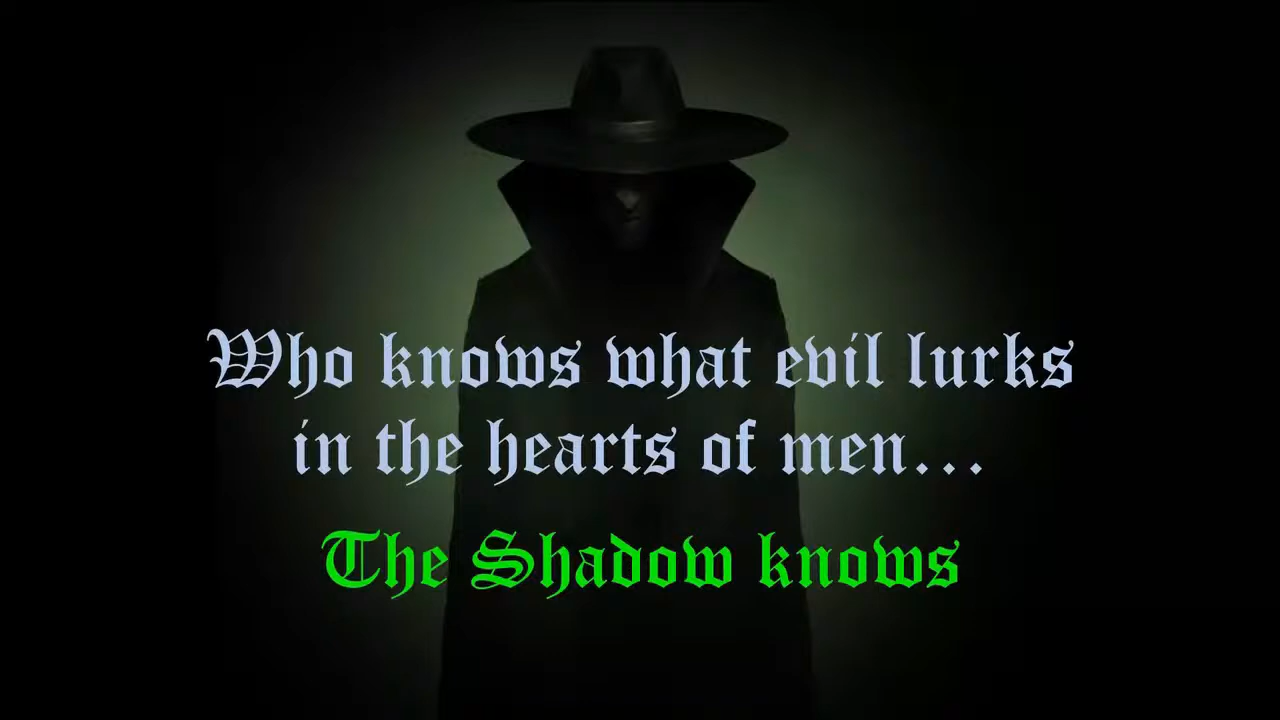 Who knows what evil lurks
in the hearts of men...
The Shadow knows